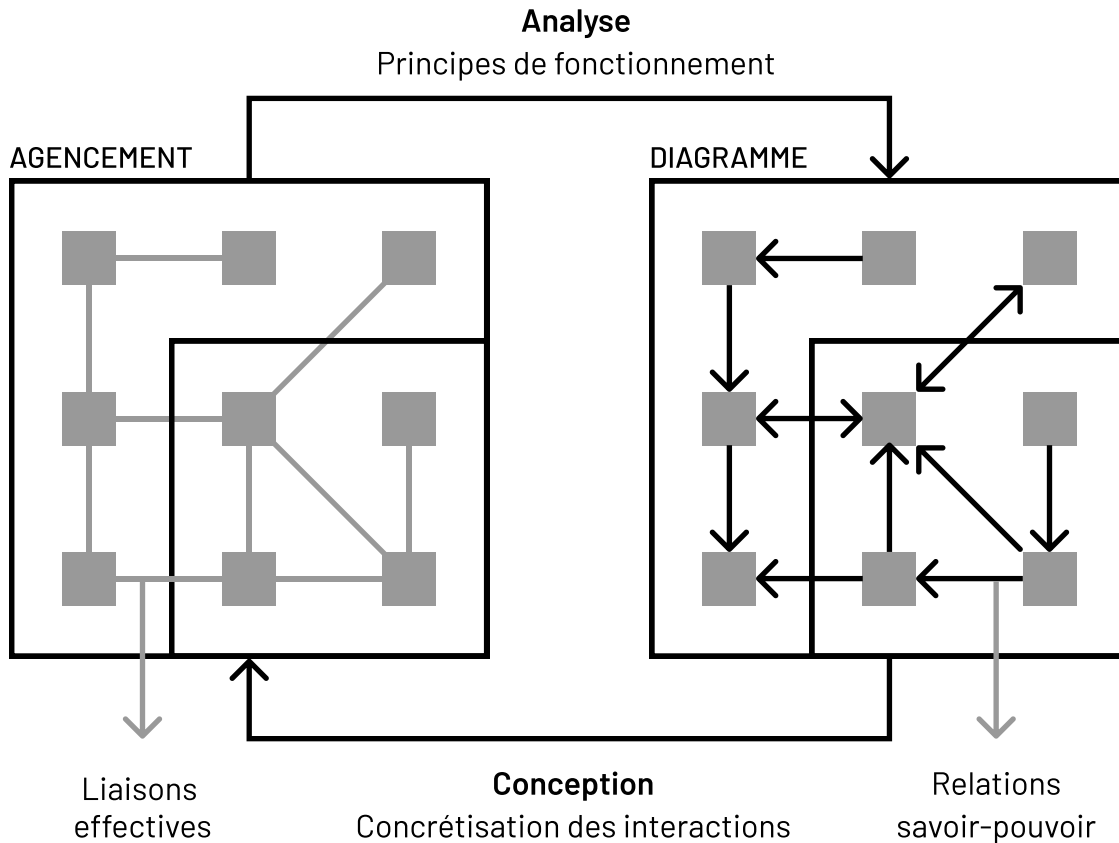 Analyse
Principes de fonctionnement
AGENCEMENT
DIAGRAMME
Liaisons
effectives
Conception
Concrétisation des interactions
Relations
savoir-pouvoir